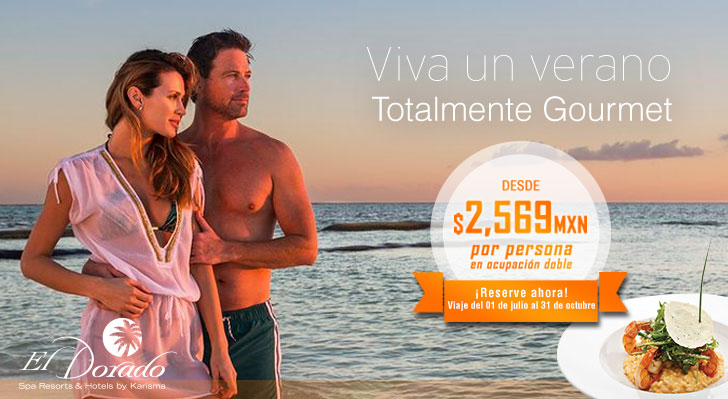 Viva un verano
Totalmente Gourmet
DESDE
$2,569MXN
por persona
en ocupación doble
¡Reserve ahora!
Viaje del 01 de julio al 31 de octubre
El Dorado
Spa Resorts & Hotels by Karisma